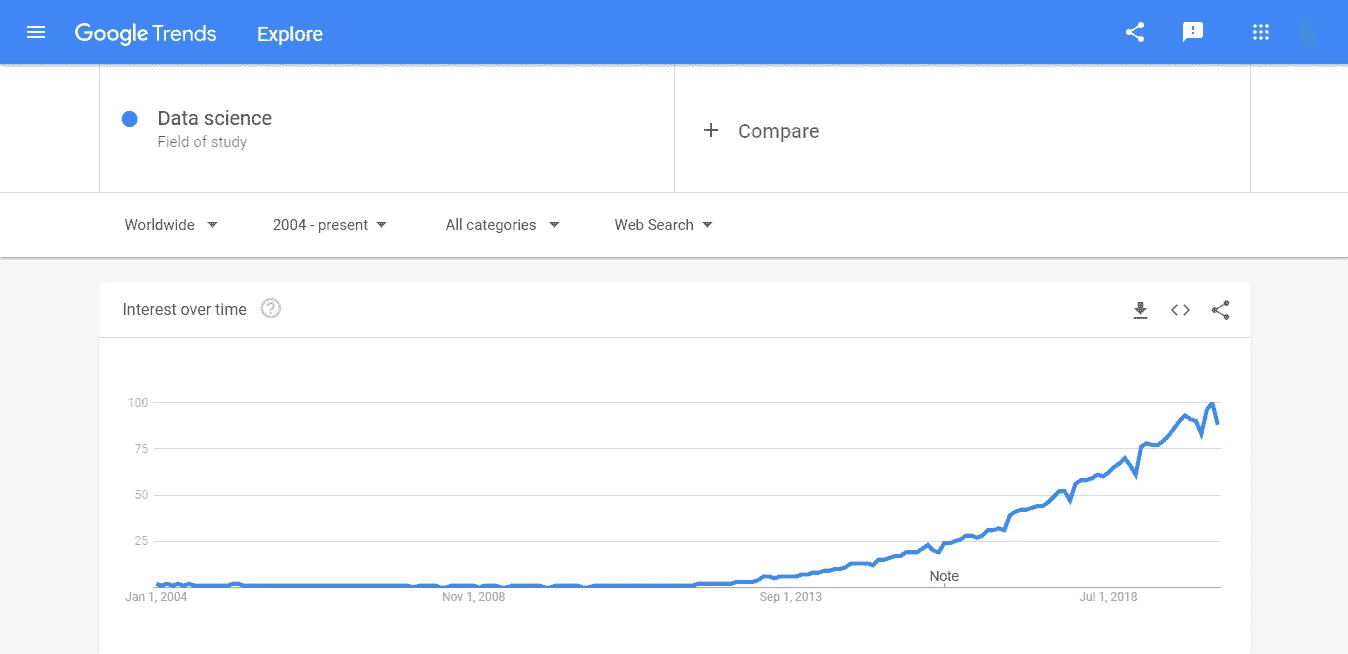 Google Trends Explore
Data science
Field of study
+ Compare
Worldwide 2004 - present All categories Web Search
Interest over time ?
100
75
50
25
Note
Jan 1, 2004 Nov 1, 2008 Sep 1, 2013 Jul 1, 2018